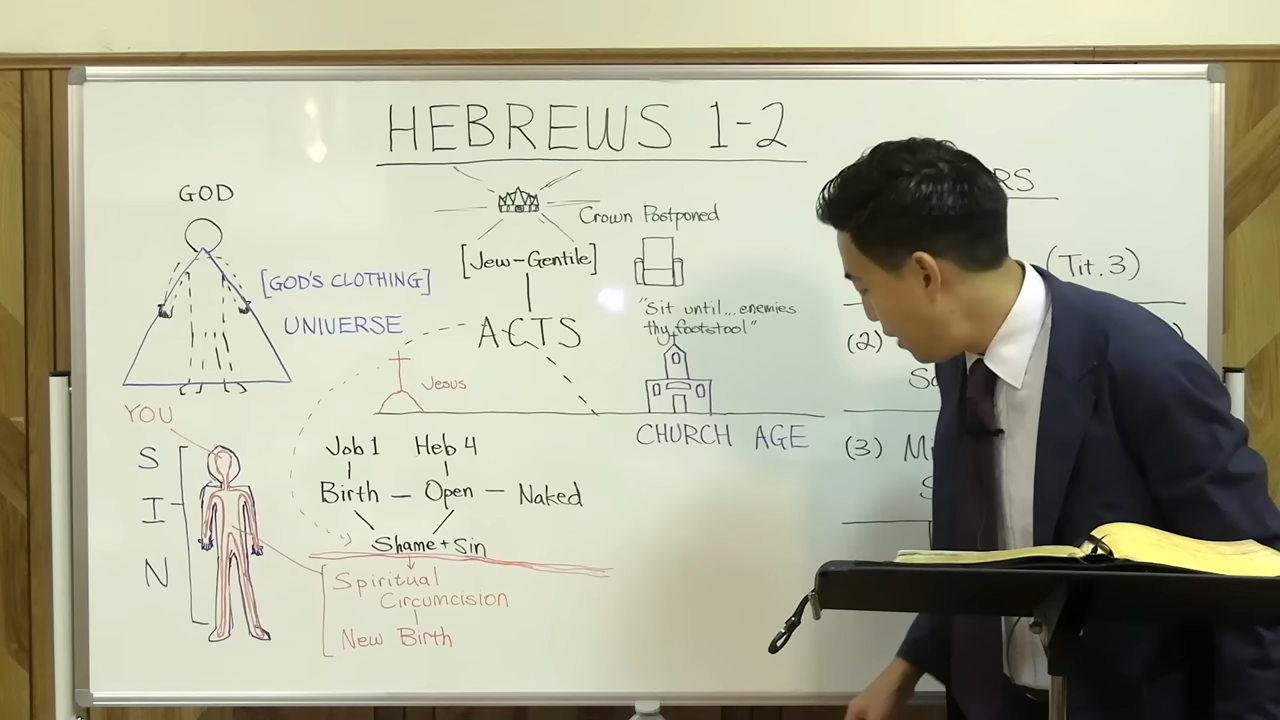 HEBREWS 1-2
GOD
[GOD'S CLOTHING]
UNIVERSE
Crown Postponed
[Jew-Gentile]
"Sit until... enemies
thy footstool"
ACTS
Jesus
CHURCH AGE
YOU
S
I
N
Job 1 Heb 4
Birth - Open - Naked
Shame + Sin
Spiritual
Circumcision
New Birth
(Tit. 3)
(2)
(3)